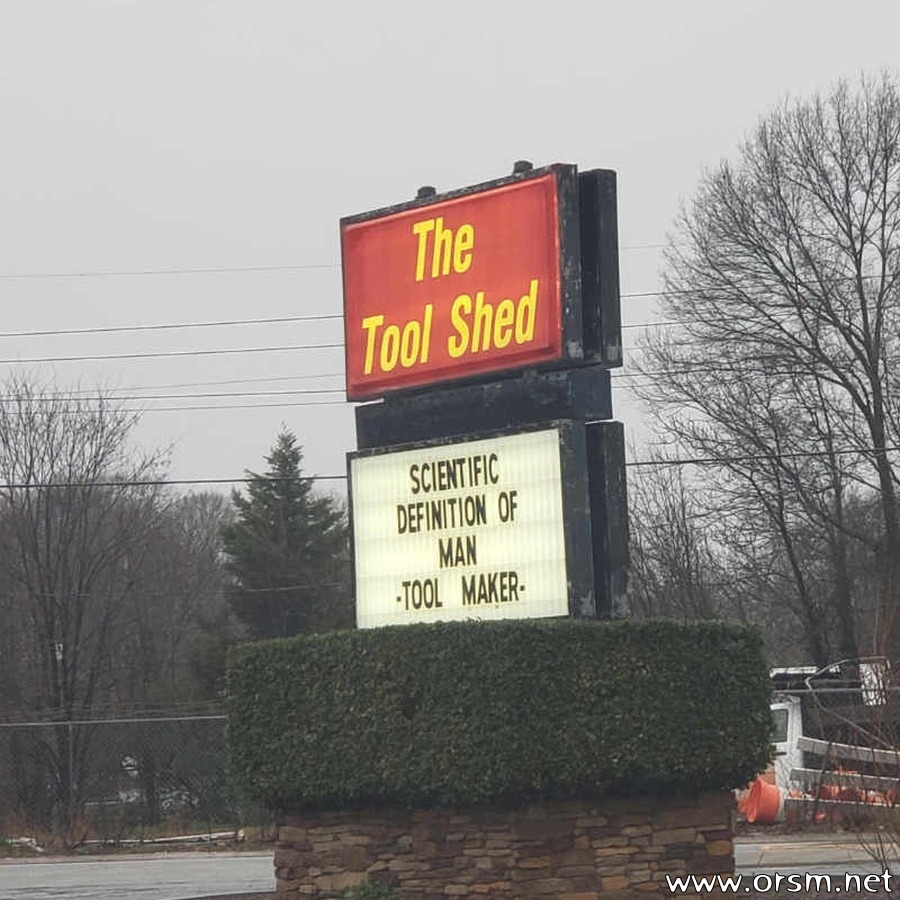 The
Tool Shed
SCIENTIFIC
DEFINITION OF
MAN
-TOOL MAKER-
www.orsm.net